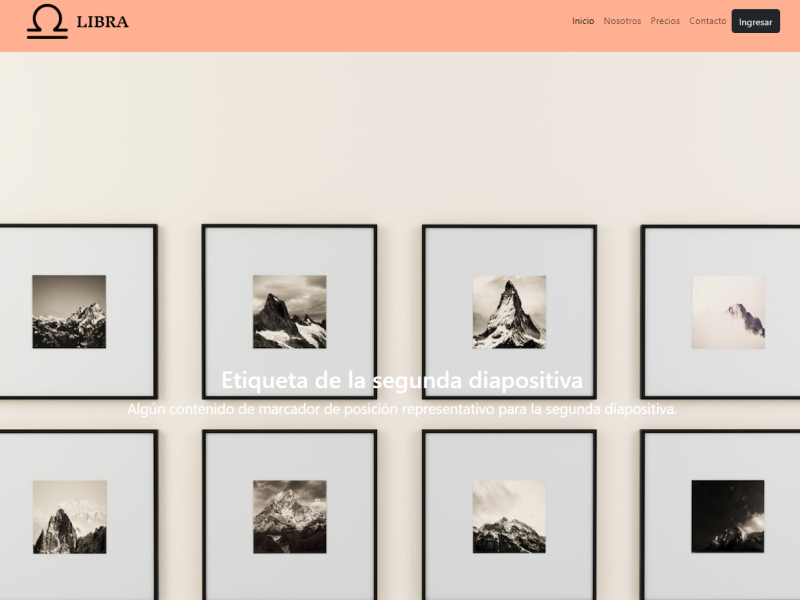 LIBRA
Inicio Nosotros Precios Contacto Ingresar
Etiqueta de la segunda diapositiva
Algún contenido de marcador de posición representativo para la segunda diapositiva.